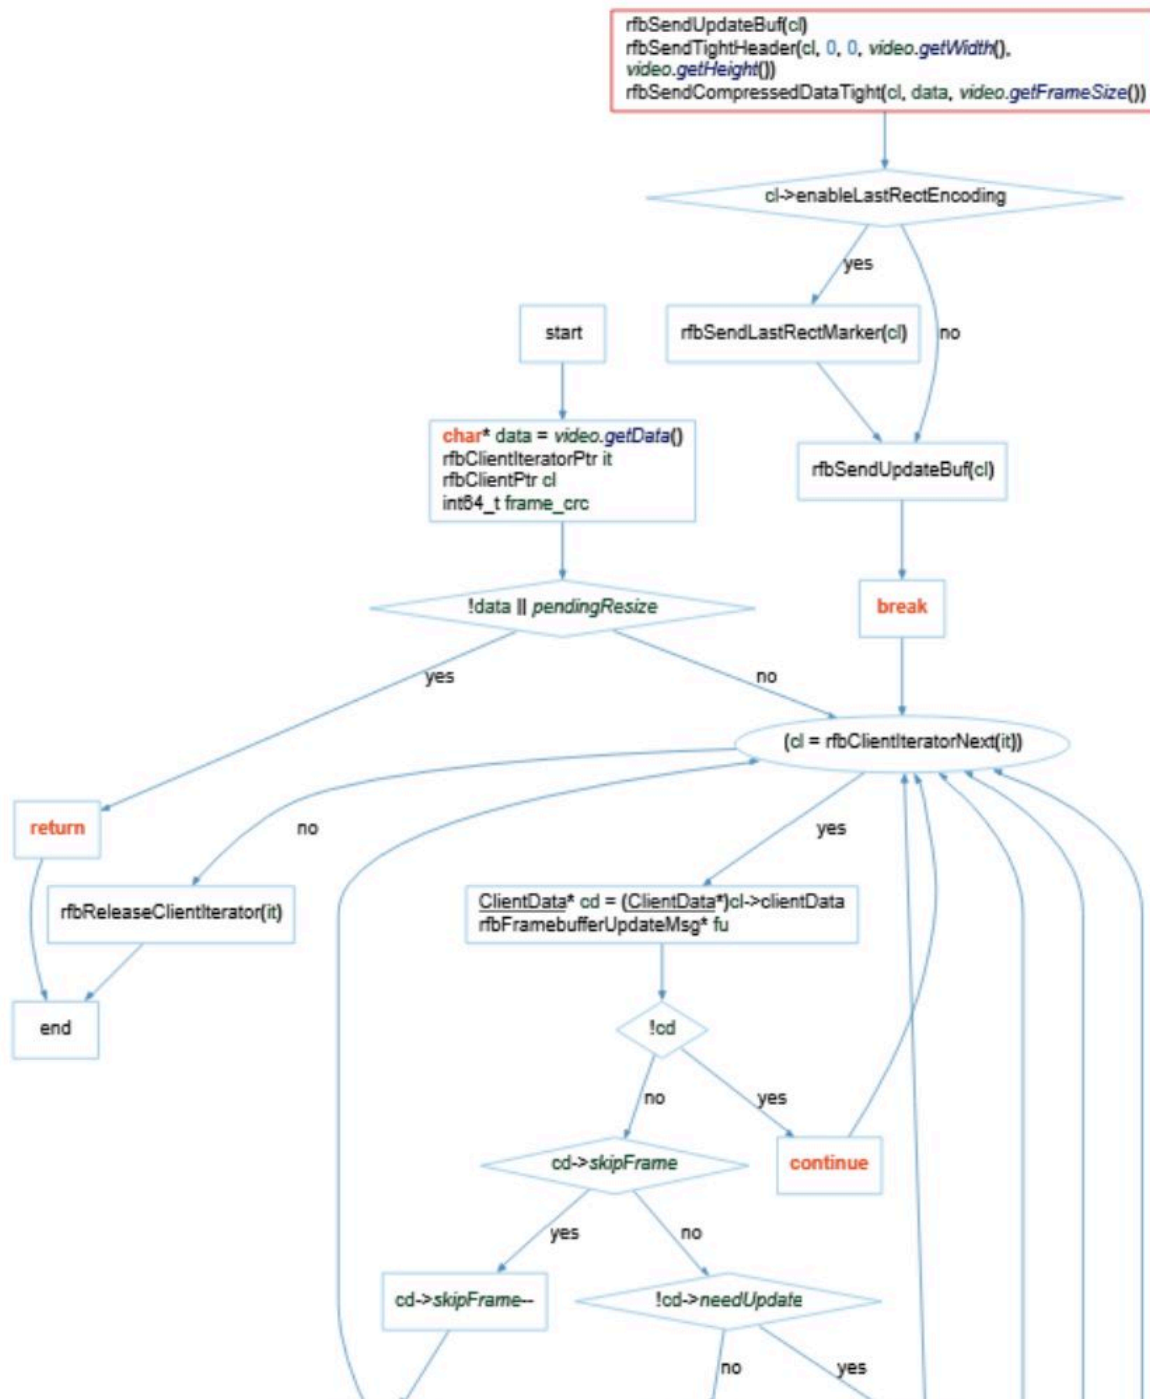 rfbSendUpdateBuf(cl)
rfbSendTightHeader(cl, 0, 0, video.getWidth(),
video.getHeight())
rfbSendCompressedDataTight(cl, data, video.getFrameSize())
cl->enableLastRectEncoding
yes
no
rfbSendLastRectMarker(cl)
start
char* data = video.getData()
rfbClientIteratorPtr it
rfbClientPtr cl
int64_t frame_crc
rfbSendUpdateBuf(cl)
break
!data || pendingResize
yes
no
(cl = rfbClientIteratorNext(it))
return
no
yes
rfbReleaseClientIterator(it)
ClientData* cd = (ClientData*)cl->clientData
rfbFramebufferUpdateMsg* fu
end
!cd
no
yes
cd->skipFrame
continue
yes
no
cd->skipFrame--
!cd->needUpdate
no
yes